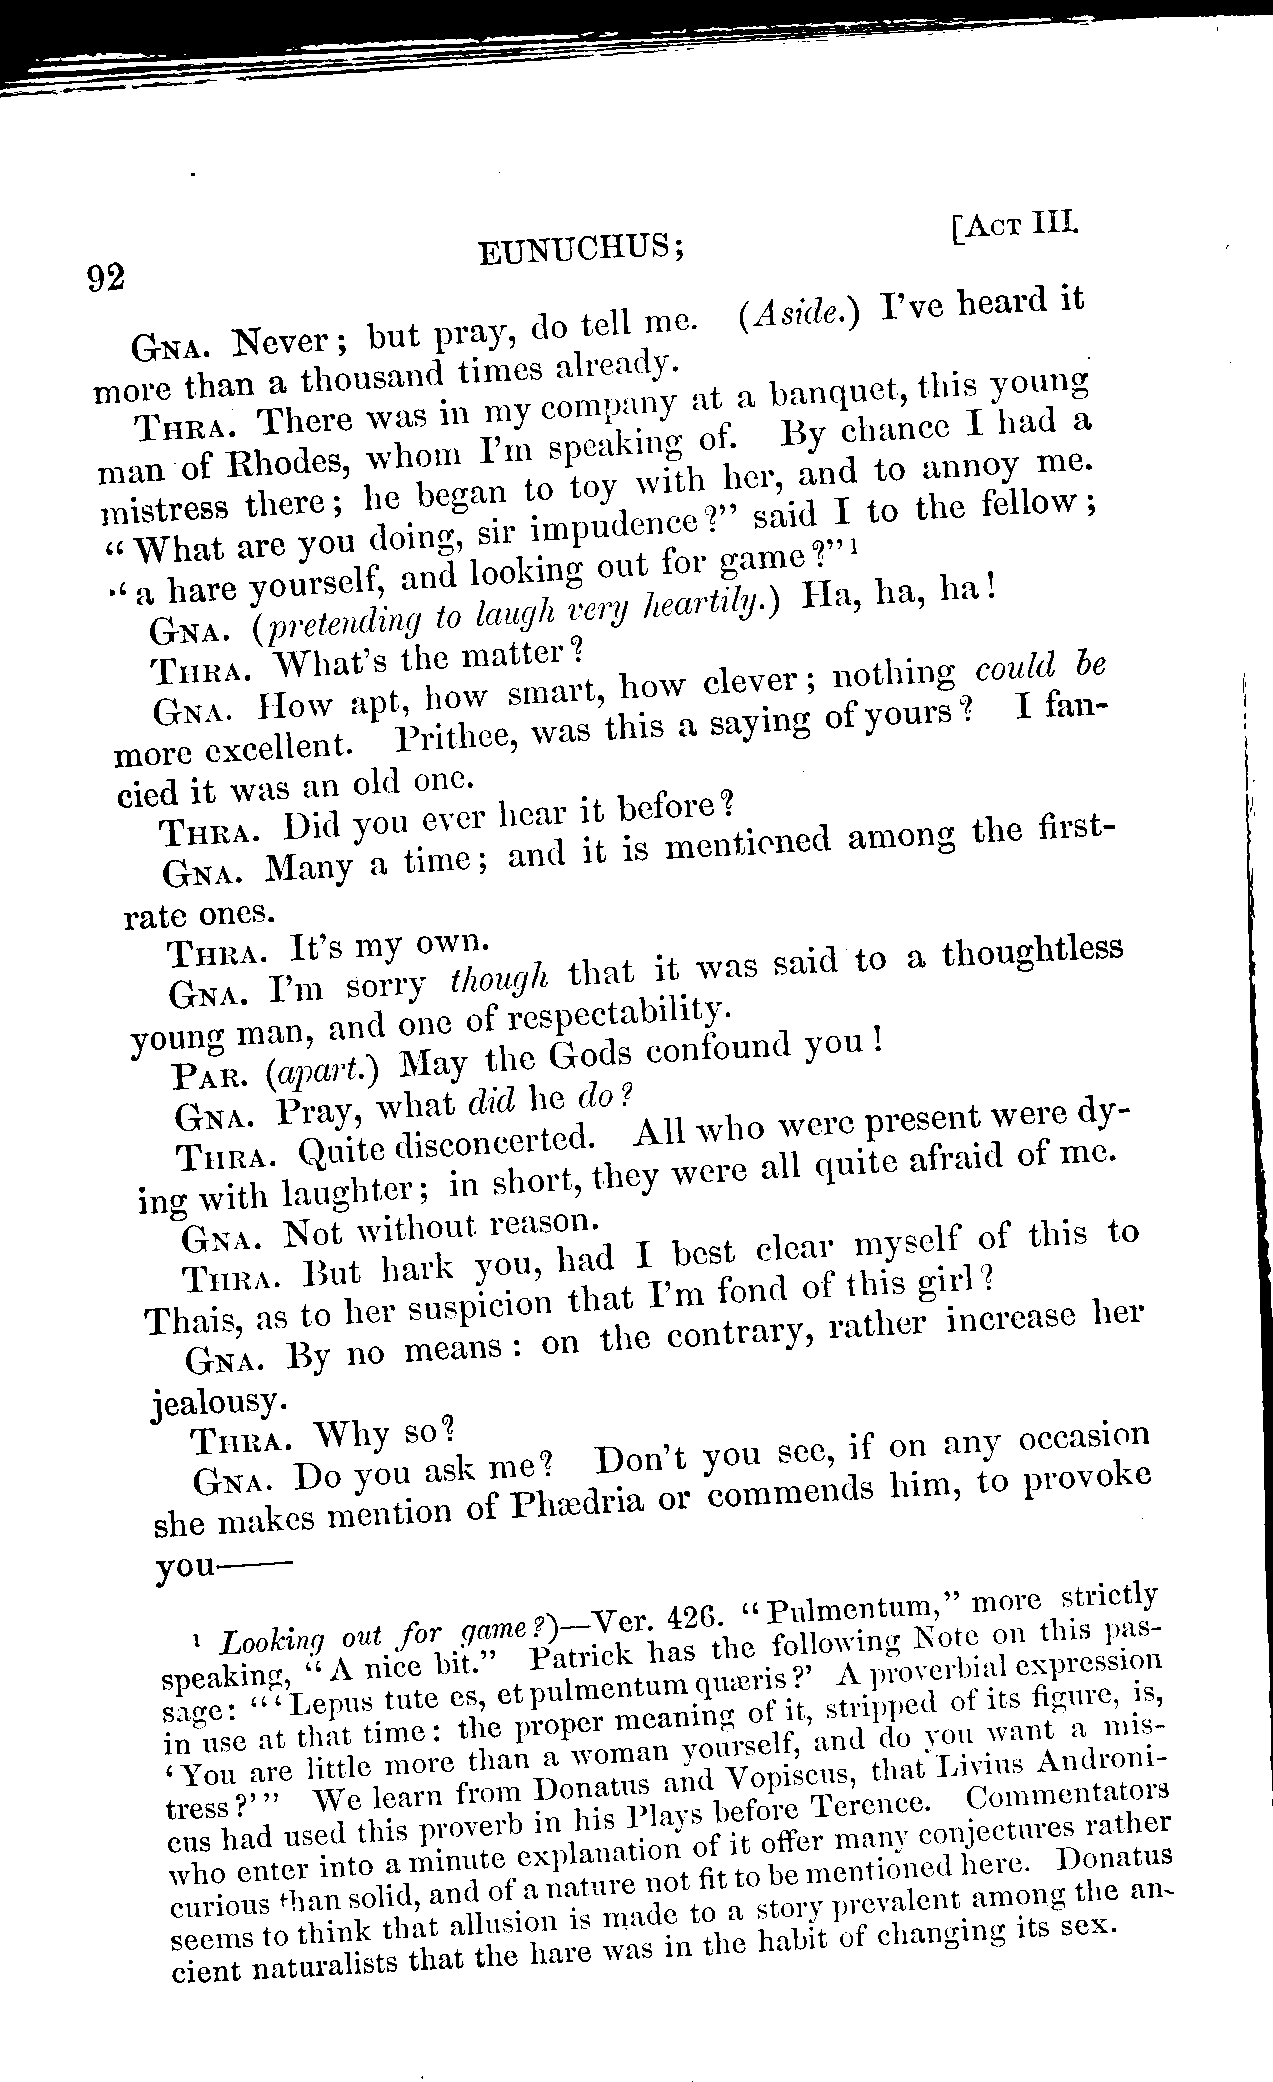 92
EUNUCHUS;
[ACT III.
GNA. Never; but pray, do tell me. (Aside.) I've heard it
more than a thousand times already.
THRA. There was in my company at a banquet, this young
man of Rhodes, whom I'm speaking of. By chance I had a
mistress there; he began to toy with her, and to annoy me.
“What are you doing, sir impudence?” said I to the fellow;
“a hare yourself, and looking out for game?”¹
GNA. (pretending to laugh very heartily.) Ha, ha, ha!
THRA. What's the matter?
GNA. How apt, how smart, how clever; nothing could be
more excellent. Prithee, was this a saying of yours? I fan-
cied it was an old one.
THRA. Did you ever hear it before?
GNA. Many a time; and it is mentioned among the first-
rate ones.
THRA. It's my own.
GNA. I'm sorry though that it was said to a thoughtless
young man, and one of respectability.
PAR. (apart.) May the Gods confound you!
GNA. Pray, what did he do?
THRA. Quite disconcerted. All who were present were dy-
ing with laughter; in short, they were all quite afraid of me.
GNA. Not without reason.
THRA. But hark you, had I best clear myself of this to
Thais, as to her suspicion that I'm fond of this girl?
GNA. By no means: on the contrary, rather increase her
jealousy.
THRA. Why so?
GNA. Do you ask me? Don't you see, if on any occasion
she makes mention of Phædria or commends him, to provoke
you——
¹ Looking out for game?)—Ver. 426. “Pulmentum,” more strictly
speaking, “A nice bit.” Patrick has the following Note on this pas-
sage: “‘Lepus tute es, et pulmentum quæris?’ A proverbial expression
in use at that time: the proper meaning of it, stripped of its figure, is,
‘You are little more than a woman yourself, and do you want a mis-
tress?’” We learn from Donatus and Vopiscus, that Livius Androni-
cus had used this proverb in his Plays before Terence. Commentators
who enter into a minute explanation of it offer many conjectures rather
curious than solid, and of a nature not fit to be mentioned here. Donatus
seems to think that allusion is made to a story prevalent among the an-
cient naturalists that the hare was in the habit of changing its sex.